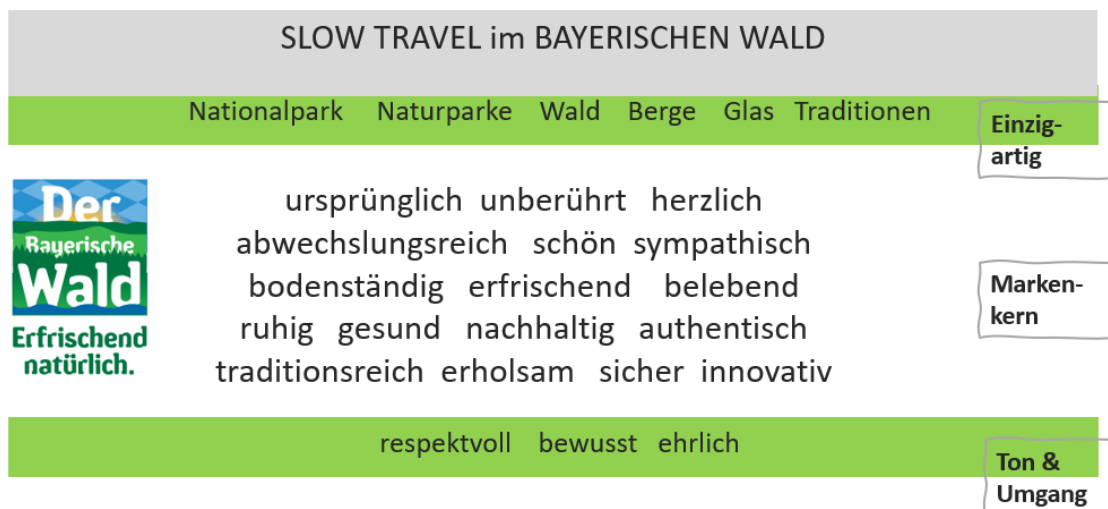 SLOW TRAVEL im BAYERISCHEN WALD
Nationalpark Naturparke Wald Berge Glas Traditionen
Einzig-
artig
Der
Bayerische
Wald
Erfrischend
natürlich.
ursprünglich unberührt herzlich
abwechslungsreich schön sympathisch
bodenständig erfrischend belebend
ruhig gesund nachhaltig authentisch
traditionsreich erholsam sicher innovativ
Marken-
kern
respektvoll bewusst ehrlich
Ton &
Umgang